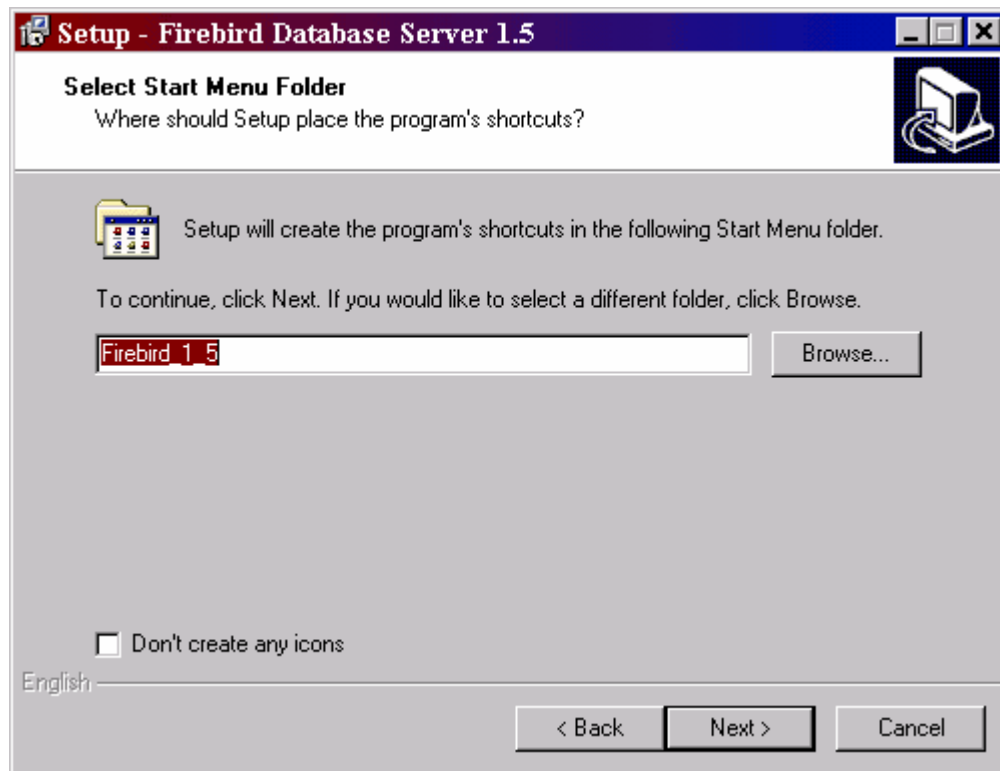 Setup - Firebird Database Server 1.5
Select Start Menu Folder
Where should Setup place the program's shortcuts?
Setup will create the program's shortcuts in the following Start Menu folder.
To continue, click Next. If you would like to select a different folder, click Browse.
Firebird_1_5
Browse...
Don't create any icons
English
< Back
Next >
Cancel